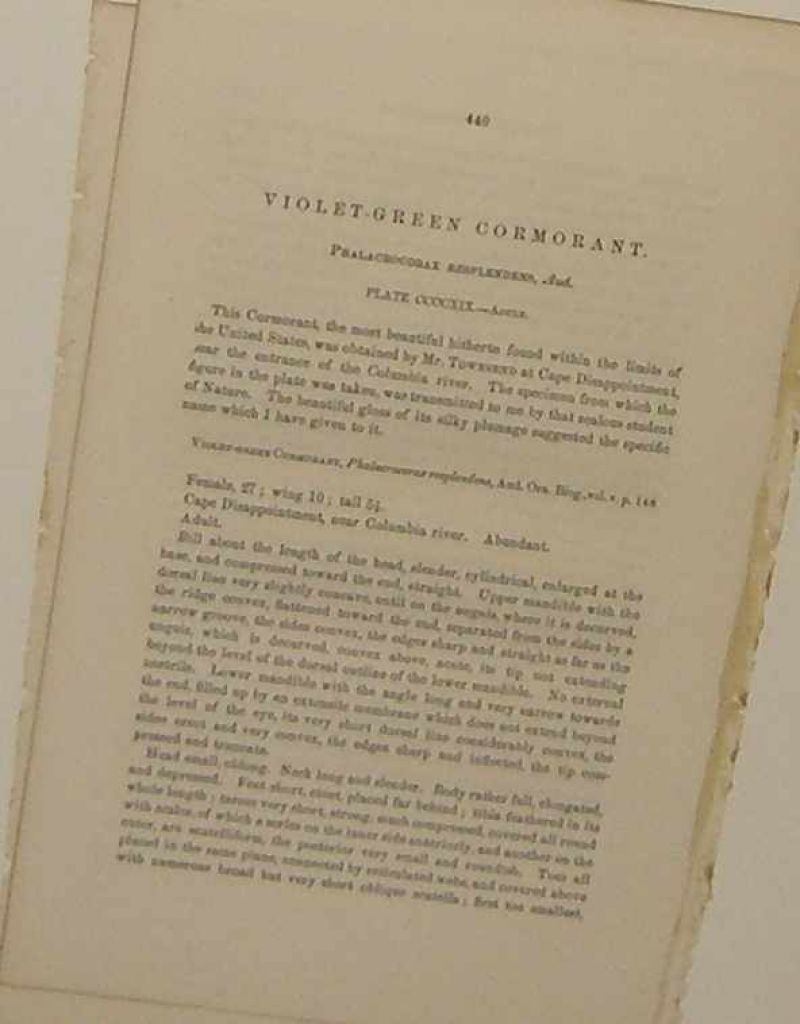 440
VIOLET-GREEN CORMORANT.
PHALACROCORAX RESPLENDENS, Aud.
PLATE CCCCXIX.—ADULT.
This Cormorant, the most beautiful hitherto found within the limits of
the United States, was obtained by Mr. TOWNSEND at Cape Disappointment,
near the entrance of the Columbia river. The specimen from which the
figure in the plate was taken, was transmitted to me by that zealous student
of Nature. The beautiful gloss of its silky plumage suggested the specific
name which I have given to it.
VIOLET-GREEN CORMORANT, Phalacrocorax resplendens, Aud. Orn. Biog., vol. v. p. 148
Female, 27; wing 10; tail
Cape Disappointment, near Columbia river. Abundant.
Adult.
Bill about the length of the head, slender, cylindrical, enlarged at the
base, and compressed toward the end, straight. Upper mandible with the
dorsal line very slightly concave, until on the unguis, where it is decurved,
the ridge convex, flattened toward the end, separated from the sides by a
narrow groove, the sides convex, the edges sharp and straight as far as the
unguis, which is decurved, convex above, acute, its tip not extending
beyond the level of the dorsal outline of the lower mandible. No external
nostrils. Lower mandible with the angle long and very narrow towards
the end, filled up by an extensile membrane which does not extend beyond
the level of the eye, its very short dorsal line considerably convex, the
sides erect and very convex, the edges sharp and inflected, the tip com-
pressed and truncate.
Head small, oblong. Neck long and slender. Body rather full, elongated,
and depressed. Feet short, stout, placed far behind; tibia feathered in its
whole length; tarsus very short, strong, much compressed, covered all round
with scales, of which a series on the inner side anteriorly, and another on the
outer, are scutelliform, the posterior very small and roundish. Toes all
placed in the same plane, connected by reticulated webs, and covered above
with numerous broad but very short oblique scutella; first toe smallest,